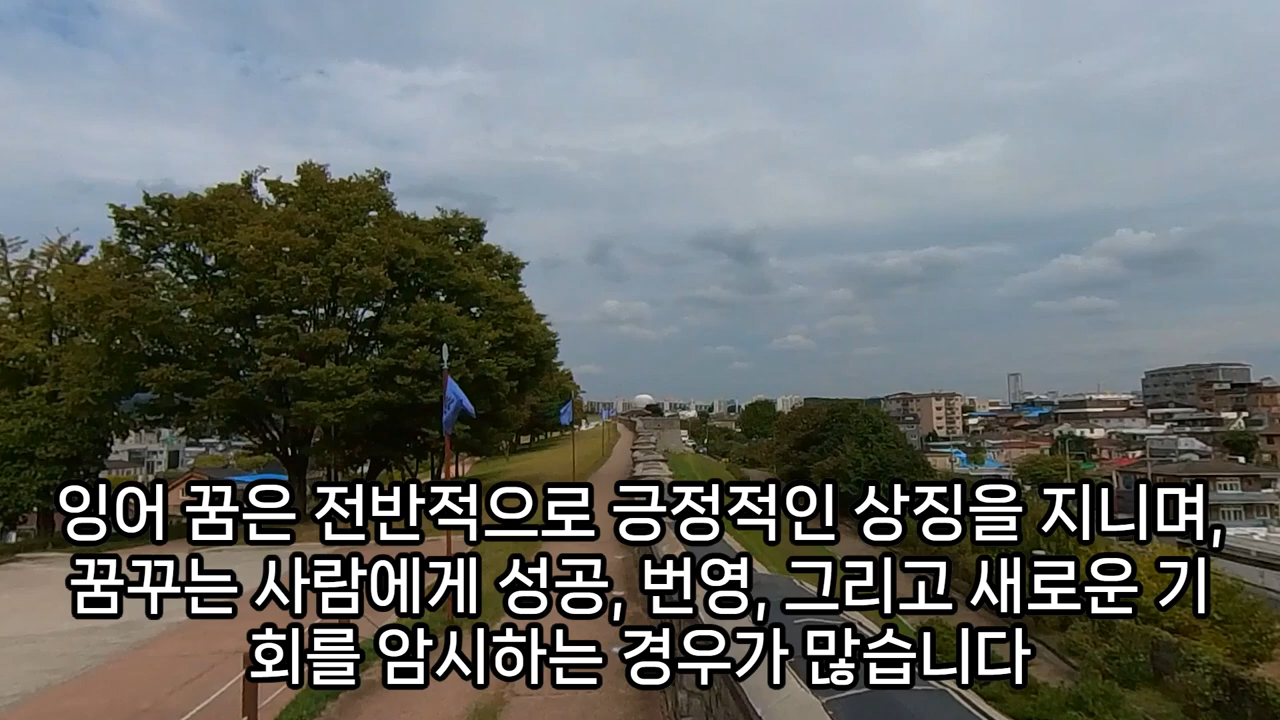 잉어 꿈은 전반적으로 긍정적인 상징을 지니며,
꿈꾸는 사람에게 성공, 번영, 그리고 새로운 기
회를 암시하는 경우가 많습니다